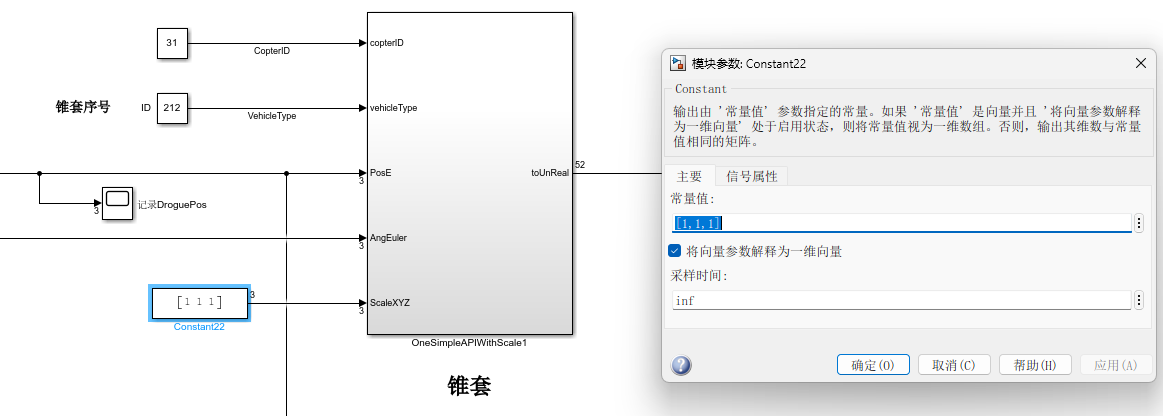 31
CopterID
copterID
锥套序号
ID
212
VehicleType
vehicleType
PosE
3
toUnReal
52
3
记录DroguePos
AngEuler
3
[1 1 1]
3
Constant22
ScaleXYZ
3
OneSimpleAPIWithScale1
锥套
模块参数: Constant22
Constant
输出由 '常量值' 参数指定的常量。如果 '常量值' 是向量并且 '将向量参数解释
为一维向量' 处于启用状态，则将常量值视为一维数组。否则，输出其维数与常量
值相同的矩阵。
主要
信号属性
常量值:
[1,1,1]
将向量参数解释为一维向量
采样时间:
inf
确定(O)
取消(C)
帮助(H)
应用(A)